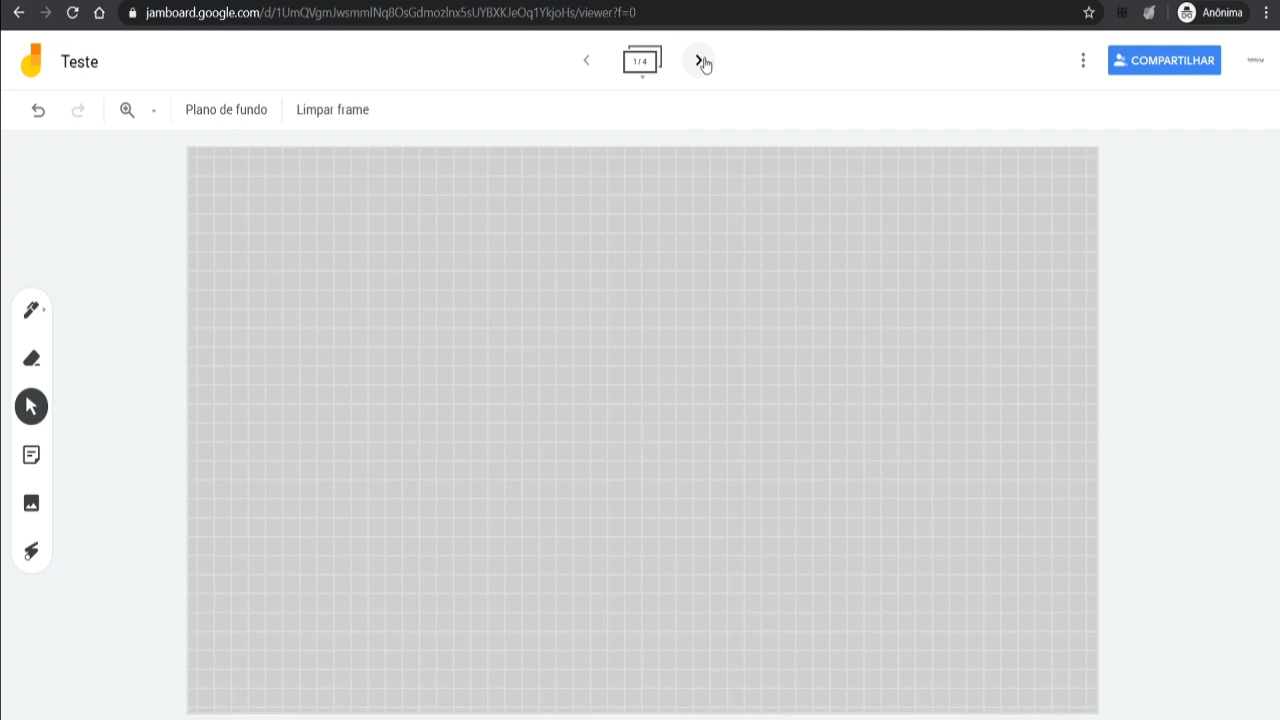 jamboard.google.com/d/1UmQVgmJwsmmlNq8OsGdmozlnx5sUYBXKJeOq1YkjoHs/viewer?f=0
Anônima
Teste
1/4
COMPARTILHAR
Plano de fundo
Limpar frame